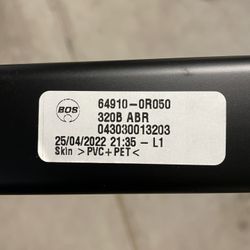 BOS
64910-0R050
320B ABR
043030013203
25/04/2022 21:35 - L1
Skin > PVC+PET<